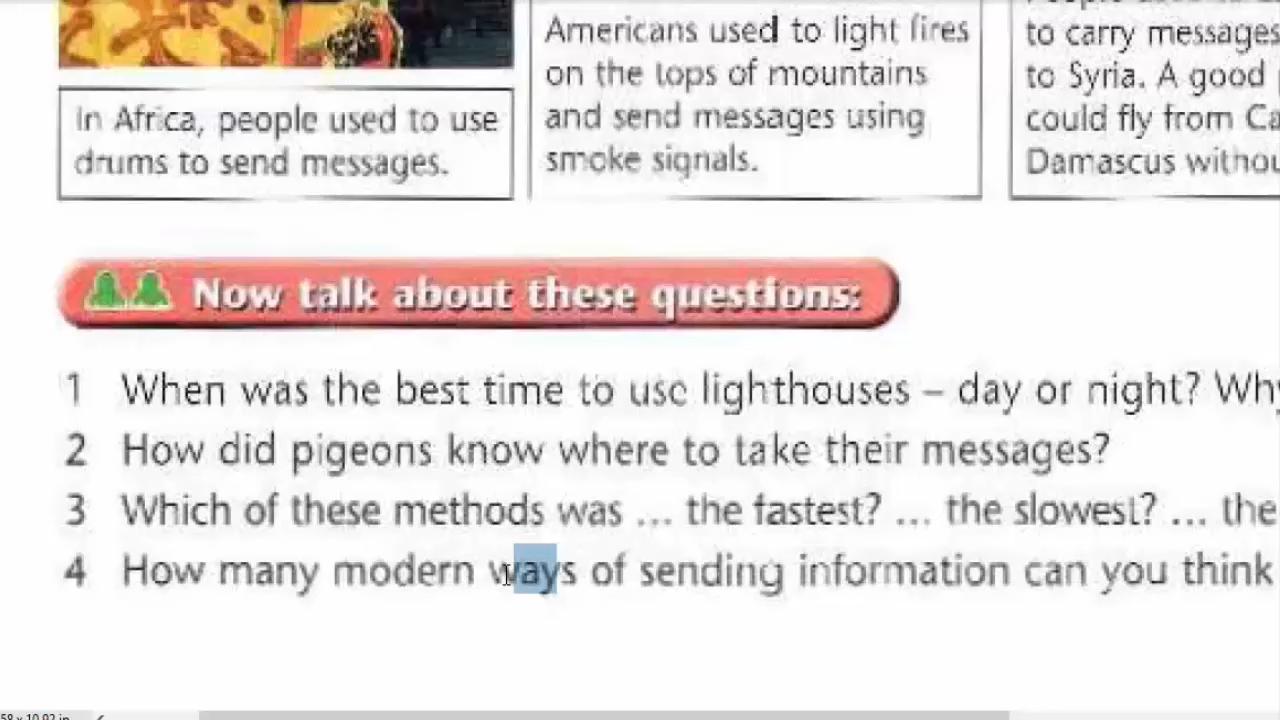 In Africa, people used to use
drums to send messages.
Americans used to light fires
on the tops of mountains
and send messages using
smoke signals.
to carry messages
to Syria. A good
could fly from Ca
Damascus withou
Now talk about these questions:
1 When was the best time to use lighthouses – day or night? Why
2 How did pigeons know where to take their messages?
3 Which of these methods was ... the fastest? ... the slowest? ... the
4 How many modern ways of sending information can you think